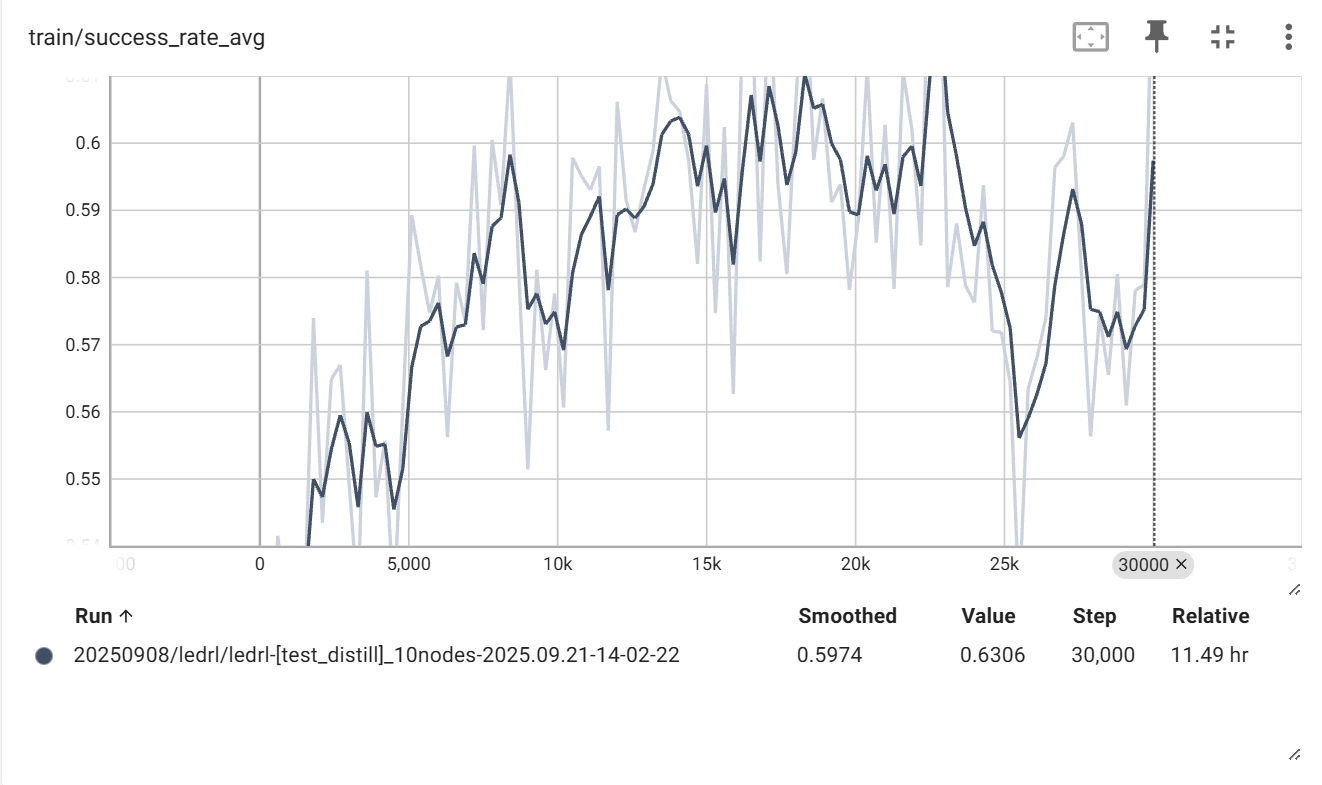 train/success_rate_avg
0.6
0.59
0.58
0.57
0.56
0.55
0 5,000 10k 15k 20k 25k 30000 ✕
Run ↑ Smoothed Value Step Relative
20250908/ledrl/ledrl-[test_distill]_10nodes-2025.09.21-14-02-22 0.5974 0.6306 30,000 11.49 hr